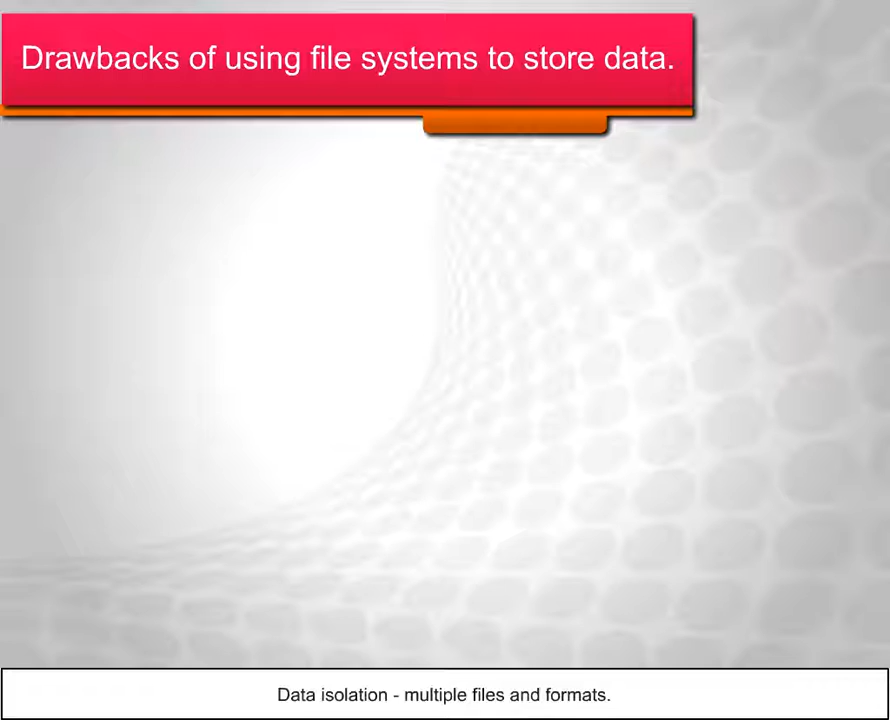 Drawbacks of using file systems to store data.
Data isolation - multiple files and formats.